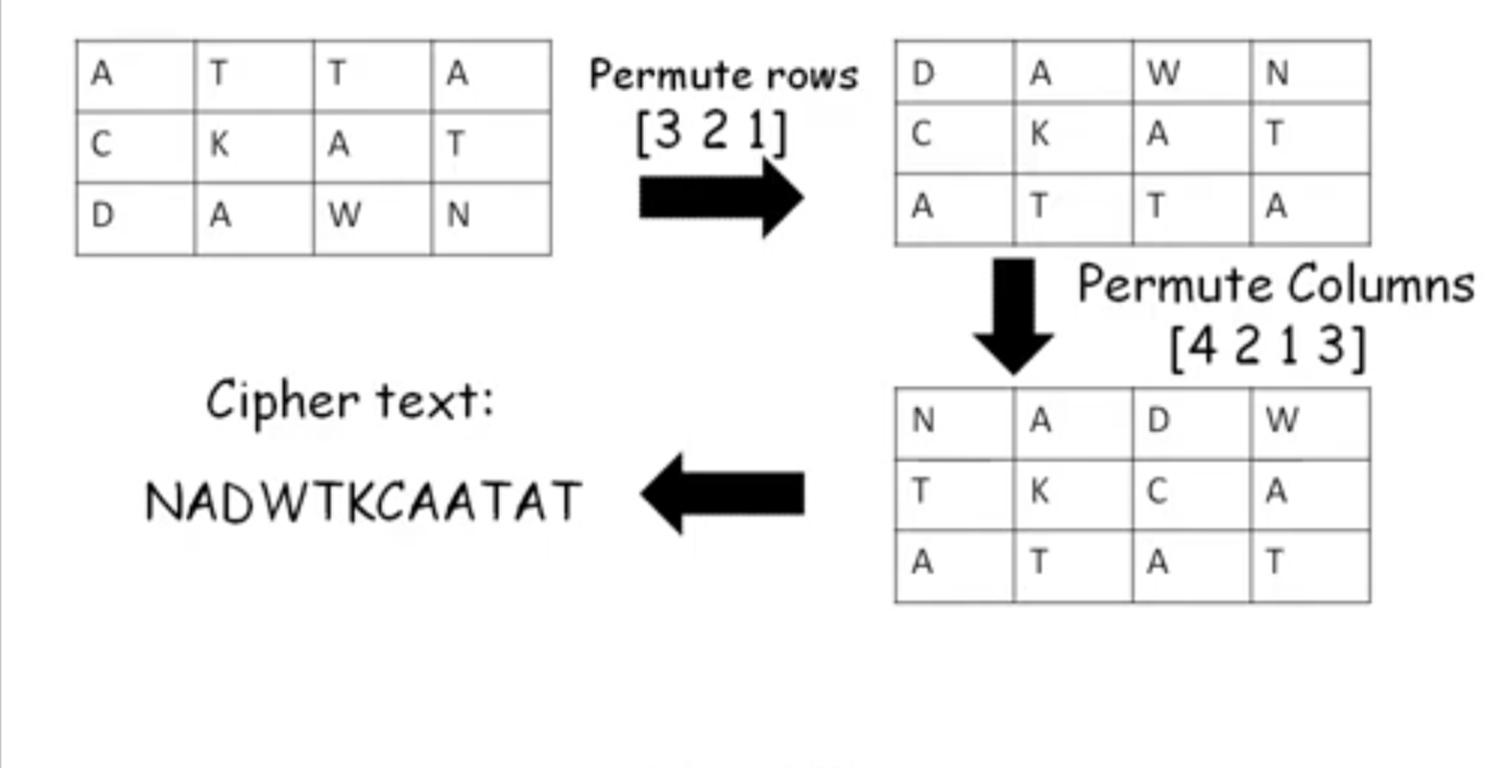 A T T A
C K A T
D A W N
Permute rows
[3 2 1]
D A W N
C K A T
A T T A
Permute Columns
[4 2 1 3]
N A D W
T K C A
A T A T
Cipher text:
NADWTKCAATAT